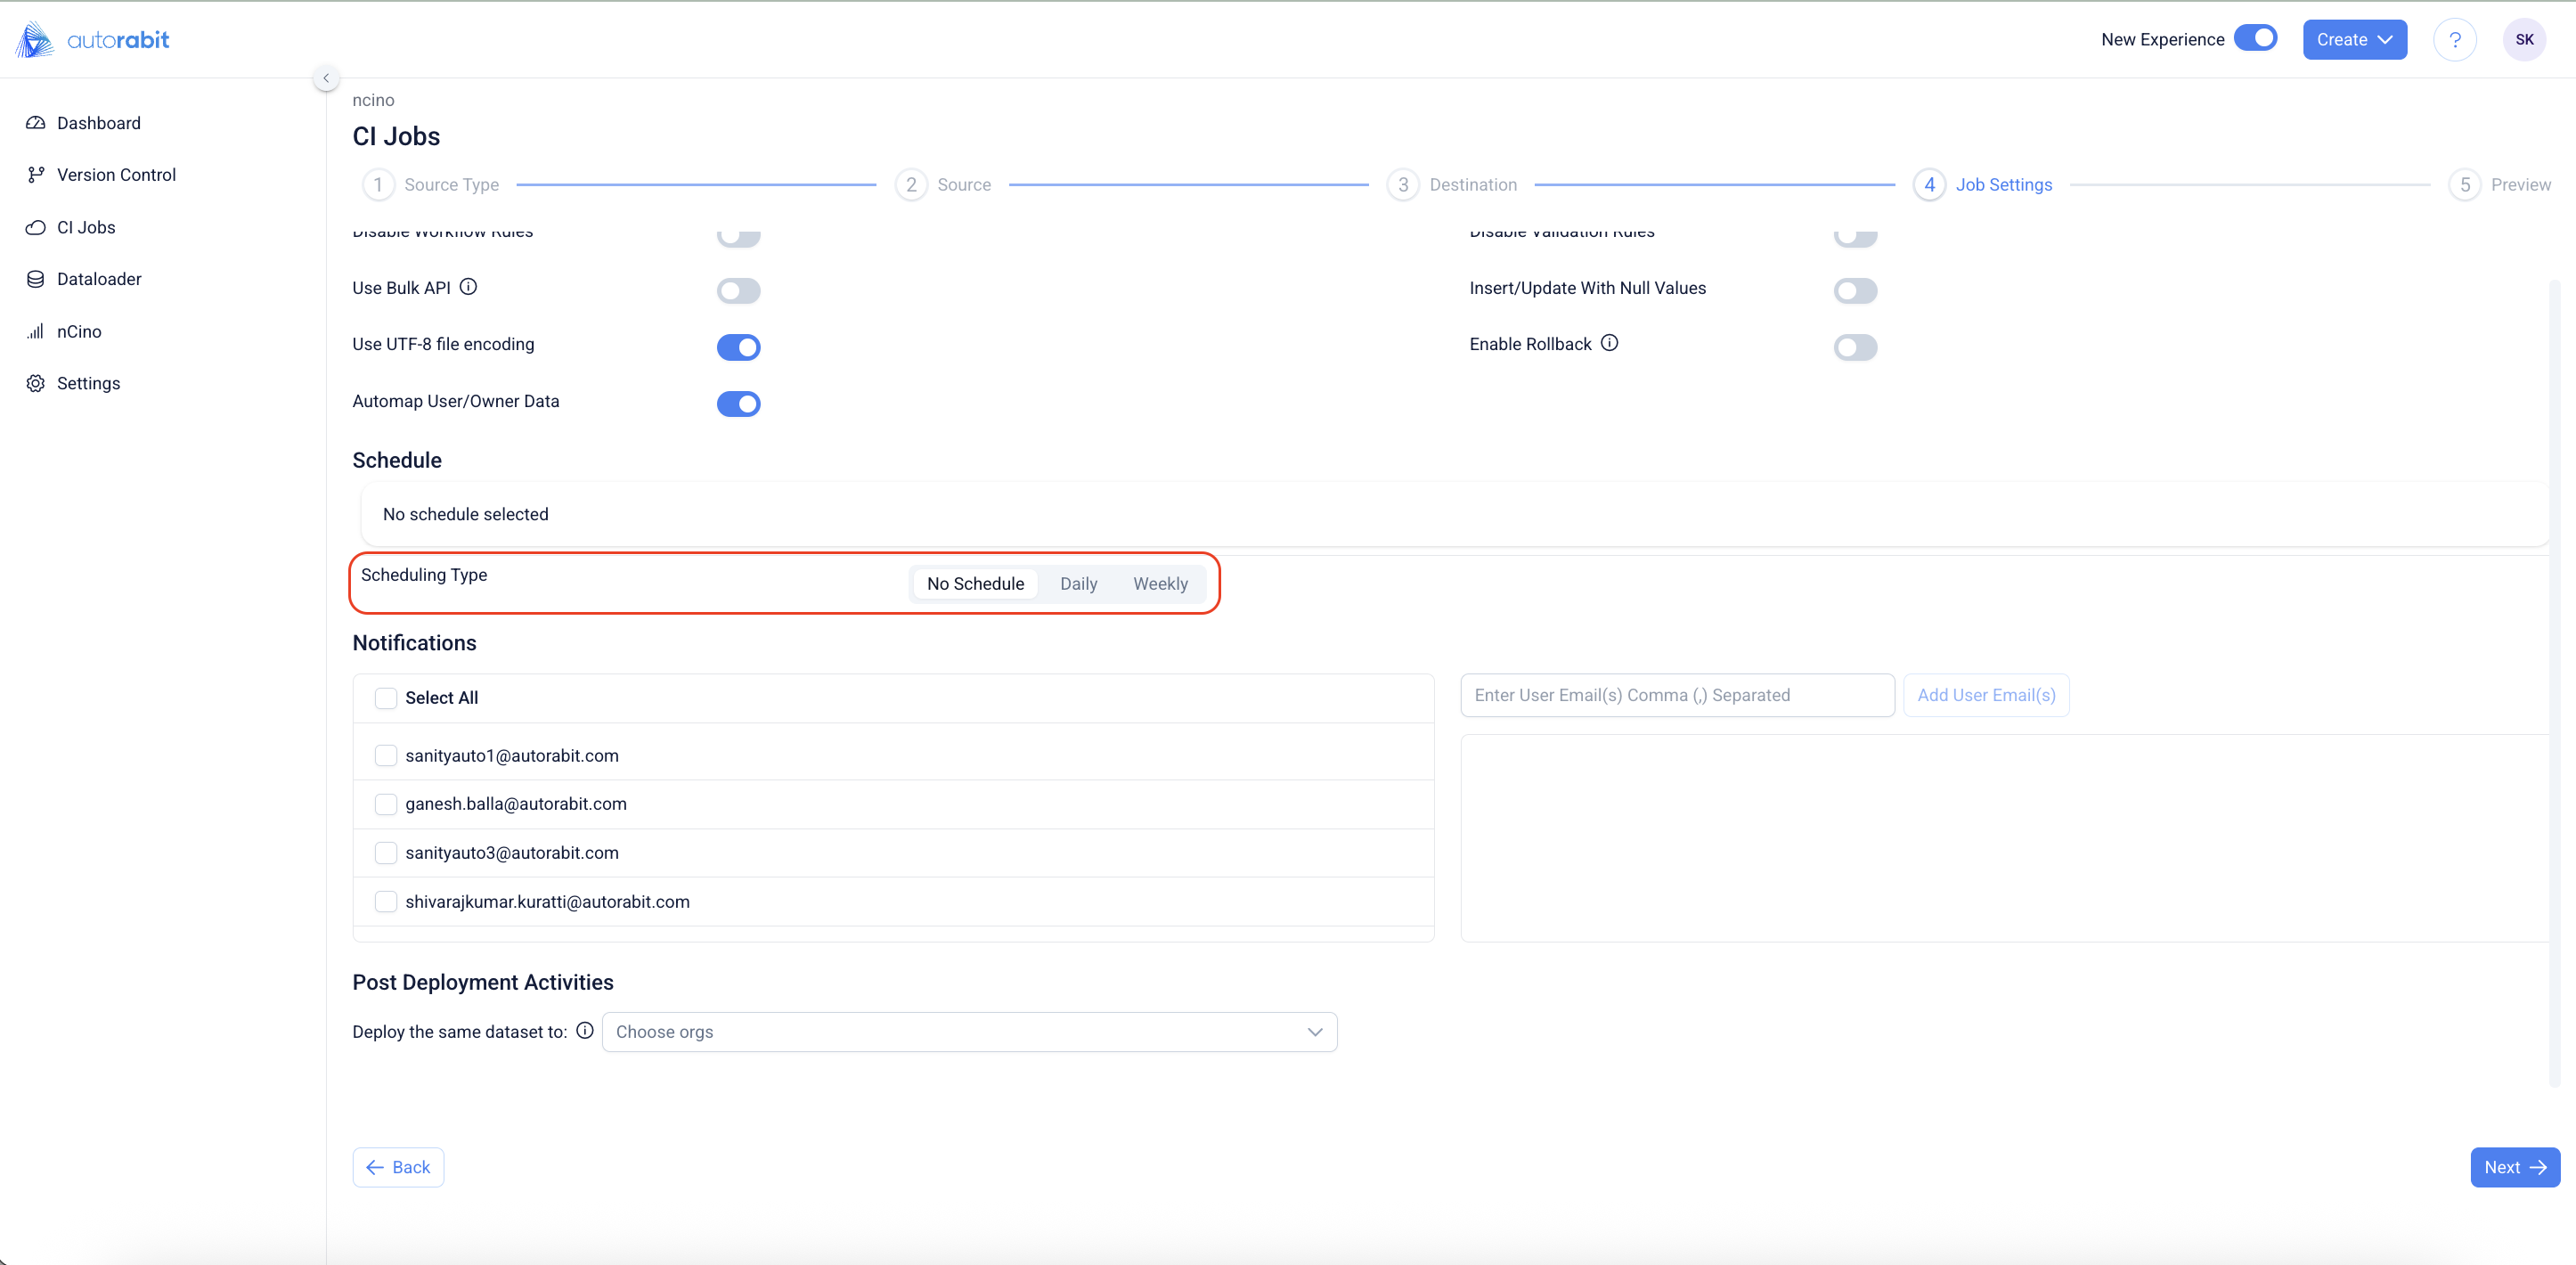 autorabit
New Experience
Create
?
SK
Dashboard
Version Control
CI Jobs
Dataloader
nCino
Settings
ncino
CI Jobs
1 Source Type
2 Source
3 Destination
4 Job Settings
5 Preview
Disable Workflow Rules
Disable Validation Rules
Use Bulk API
Insert/Update With Null Values
Use UTF-8 file encoding
Enable Rollback
Automap User/Owner Data
Schedule
No schedule selected
Scheduling Type
No Schedule Daily Weekly
Notifications
Select All
sanityauto1@autorabit.com
ganesh.balla@autorabit.com
sanityauto3@autorabit.com
shivarajkumar.kuratti@autorabit.com
Enter User Email(s) Comma (,) Separated
Add User Email(s)
Post Deployment Activities
Deploy the same dataset to:
Choose orgs
Back
Next